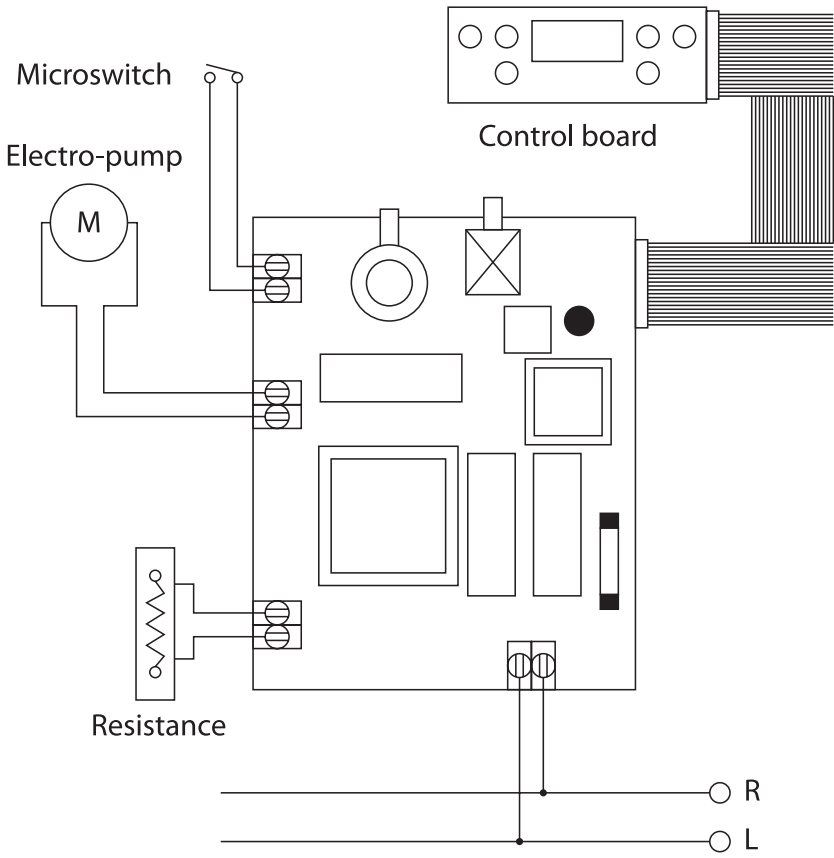 Microswitch
Control board
Electro-pump
M
Resistance
R
L